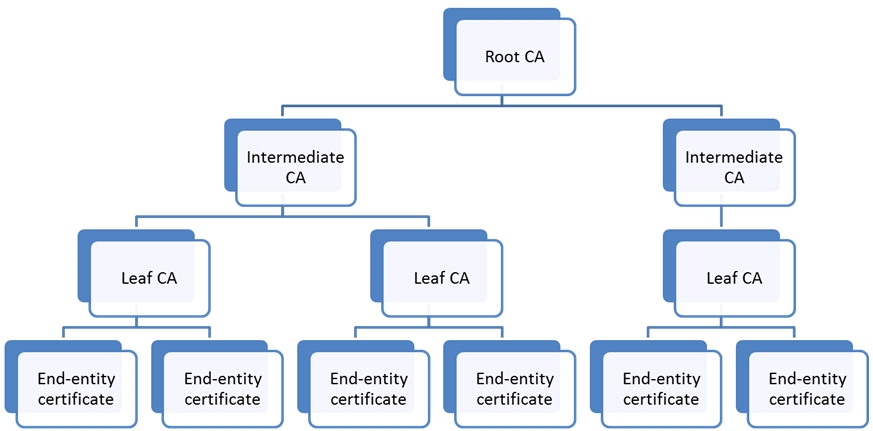 Root CA
Intermediate
CA
Intermediate
CA
Leaf CA
Leaf CA
Leaf CA
End-entity
certificate
End-entity
certificate
End-entity
certificate
End-entity
certificate
End-entity
certificate
End-entity
certificate